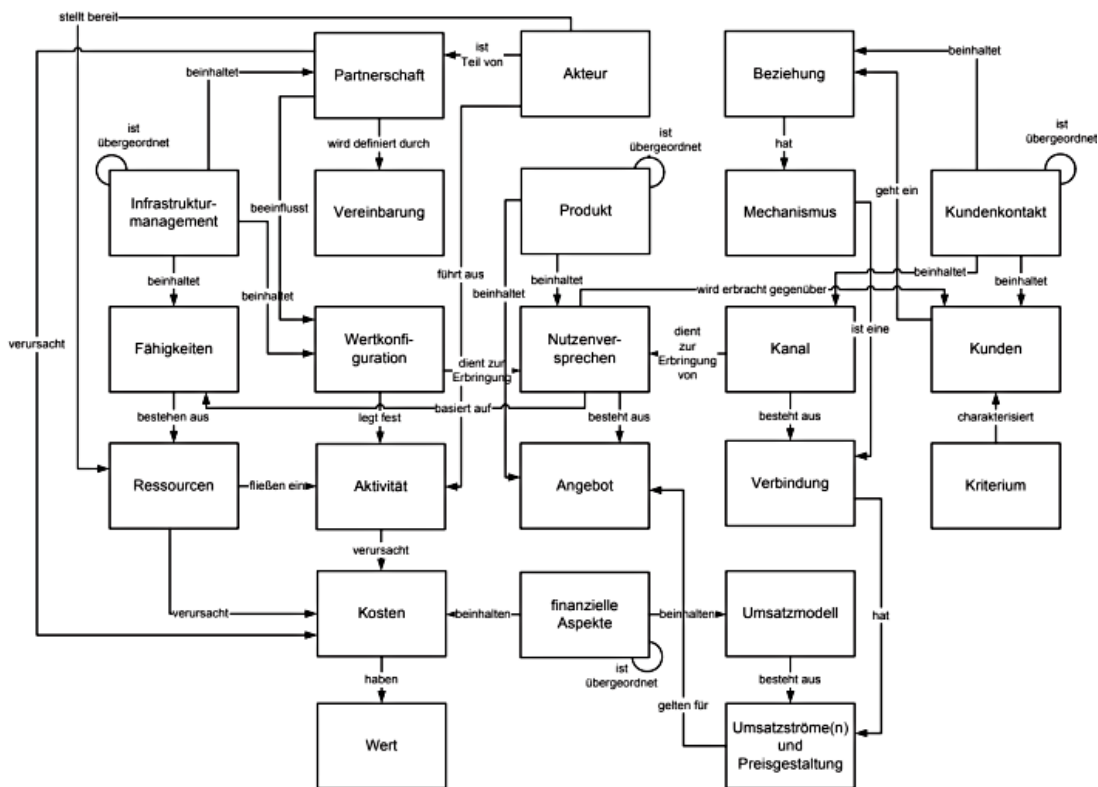 stellt bereit
ist
Teil von
Partnerschaft
Akteur
Beziehung
beinhaltet
beinhaltet
ist
übergeordnet
wird definiert durch
ist
übergeordnet
hat
ist
übergeordnet
Infrastruktur-
management
beeinflusst
Vereinbarung
Produkt
Mechanismus
geht ein
Kundenkontakt
beinhaltet
beinhaltet
führt aus
beinhaltet
beinhaltet
wird erbracht gegenüber
beinhaltet
beinhaltet
verursacht
Fähigkeiten
Wertkonfi-
guration
dient zur
Erbringung
Nutzenver-
sprechen
dient
zur
Erbringung
von
Kanal
ist eine
Kunden
bestehen aus
legt fest
basiert auf
besteht aus
besteht aus
charakterisiert
Ressourcen
fließen ein
Aktivität
Angebot
Verbindung
Kriterium
verursacht
verursacht
Kosten
beinhalten
finanzielle
Aspekte
beinhalten
Umsatzmodell
hat
haben
ist
übergeordnet
besteht aus
gelten für
Wert
Umsatzströme(n)
und
Preisgestaltung